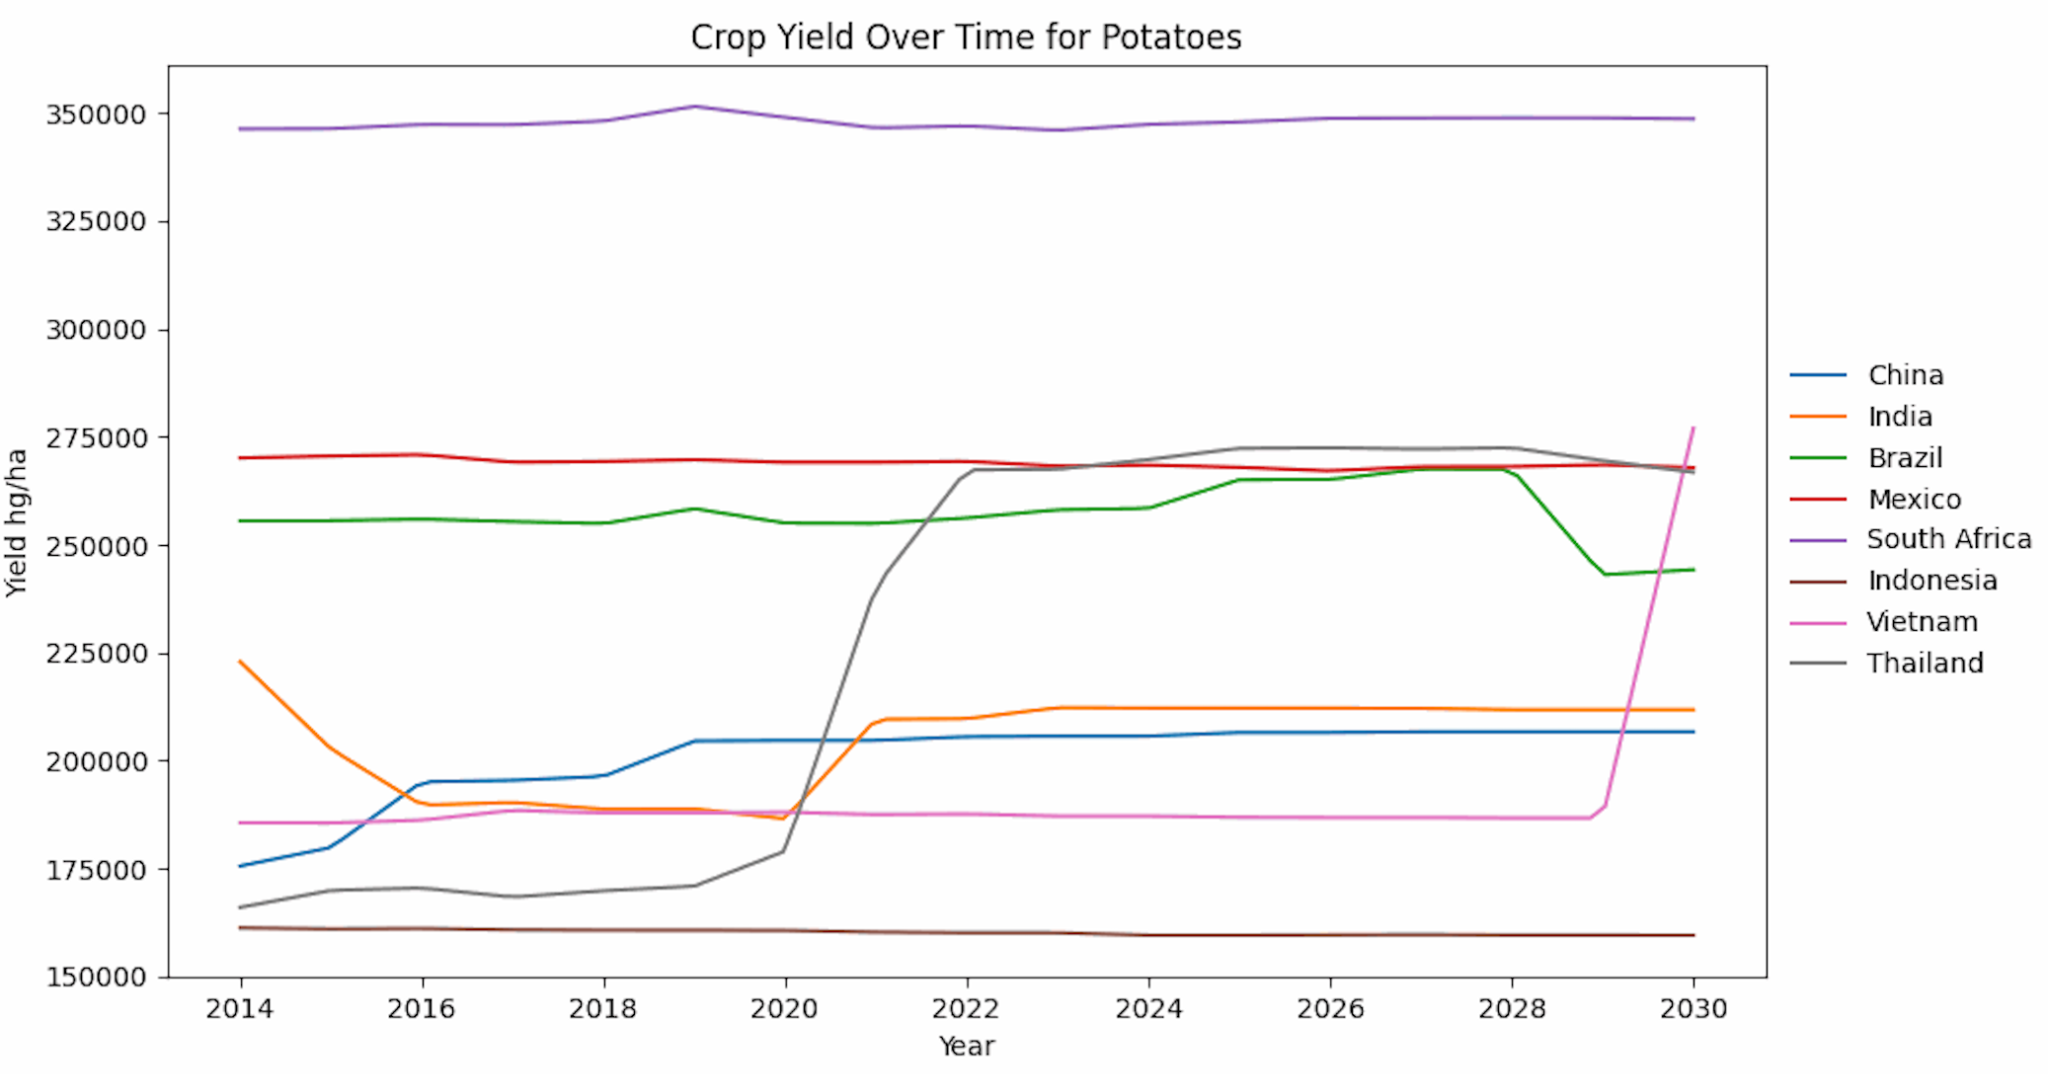 Crop Yield Over Time for Potatoes
Yield hg/ha
350000
325000
300000
275000
250000
225000
200000
175000
150000
2014 2016 2018 2020 2022 2024 2026 2028 2030
Year
China
India
Brazil
Mexico
South Africa
Indonesia
Vietnam
Thailand